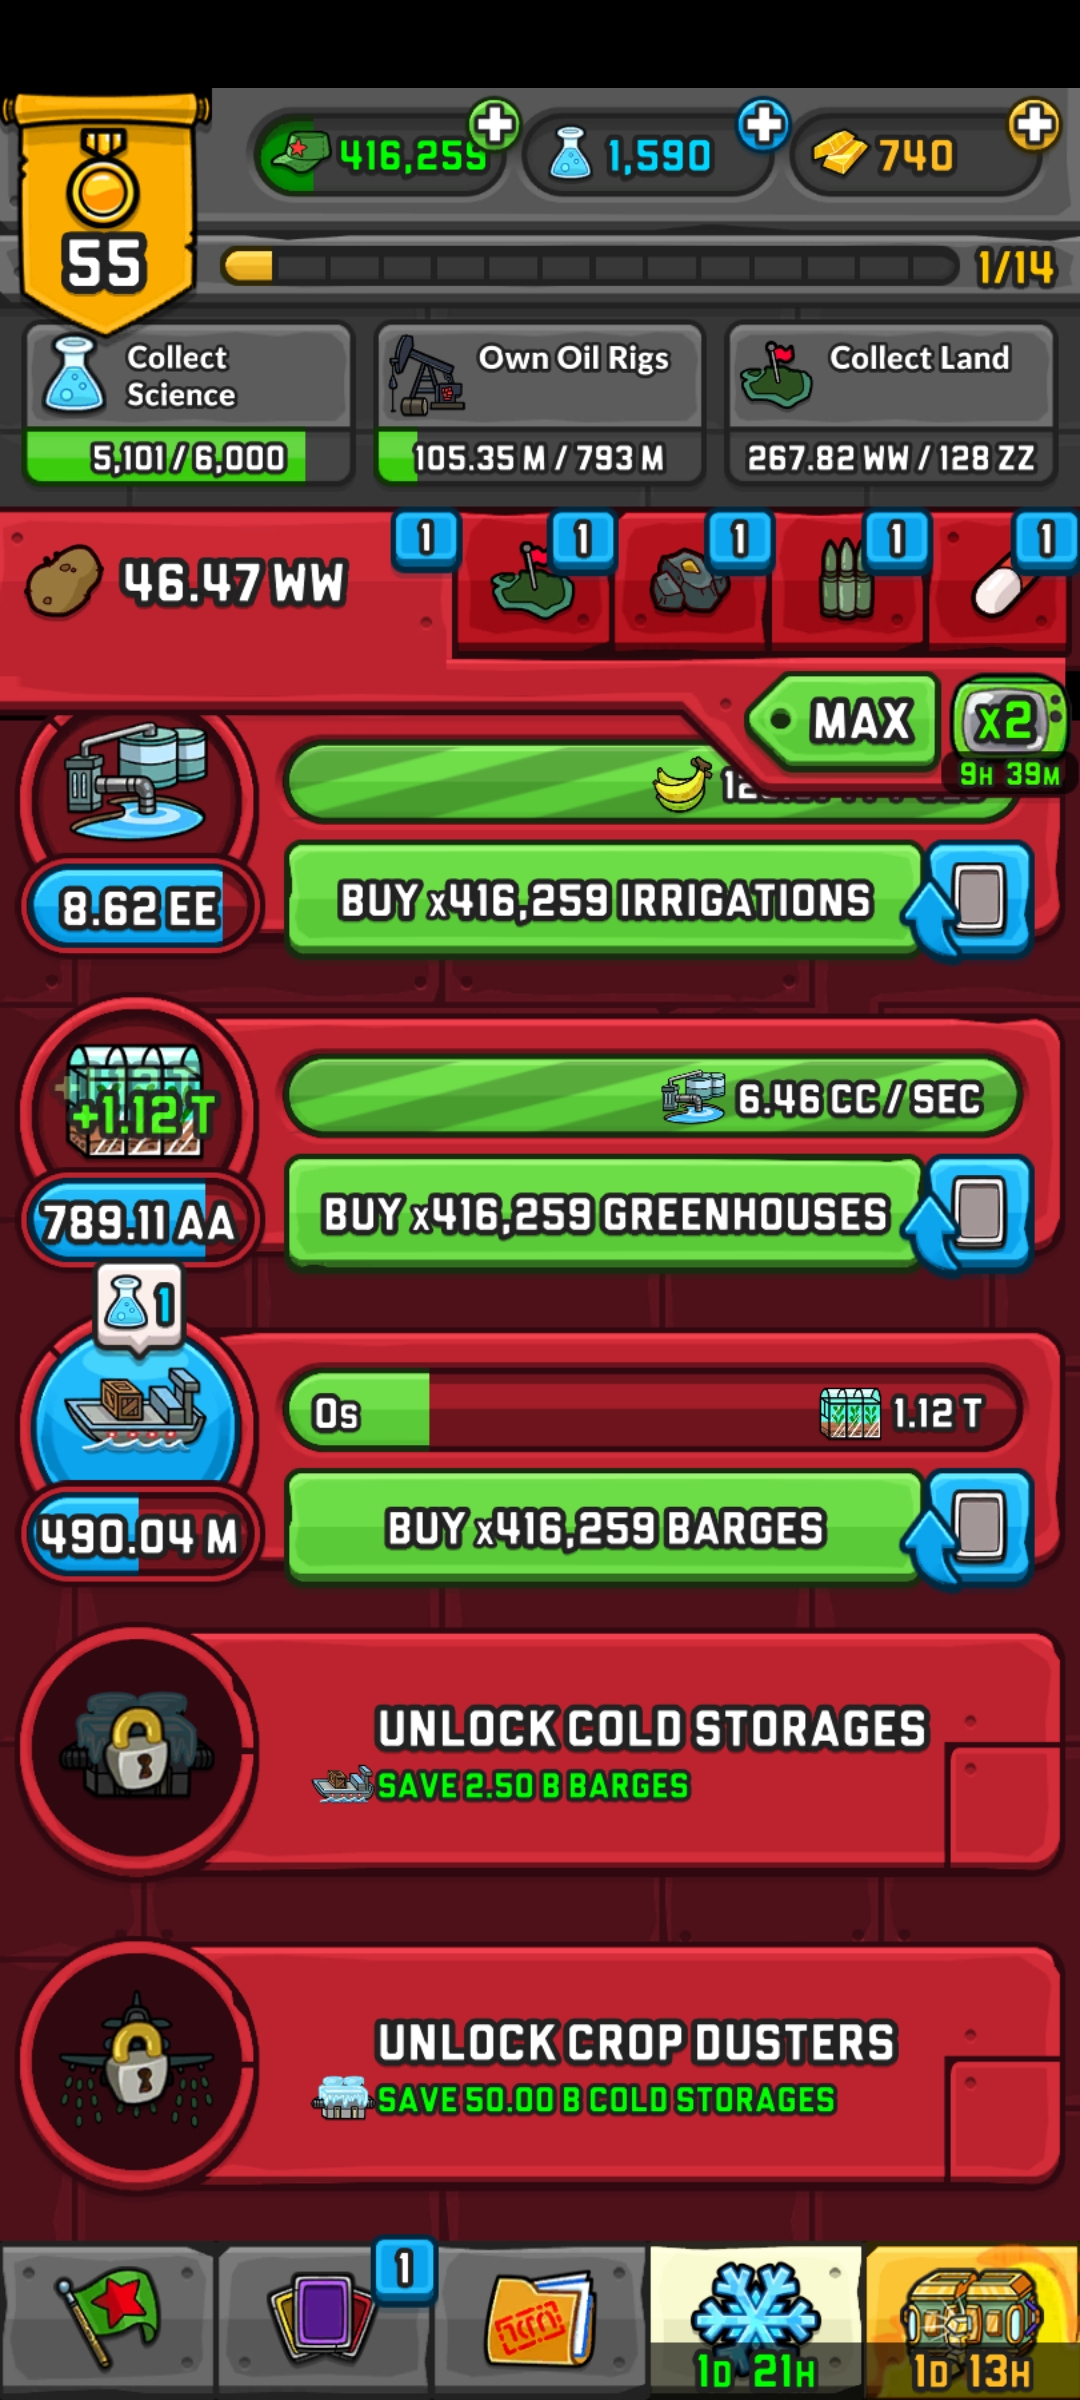 416,259
1,590
740
55
1/14
Collect
Science
Own Oil Rigs
Collect Land
5,101 / 6,000
105.35 M / 793 M
267.82 WW / 128 ZZ
46.47 WW
1
1
1
1
1
MAX
x2
9H 39M
8.62 EE
BUY x416,259 IRRIGATIONS
+1.12 T
6.46 CC / SEC
789.11 AA
BUY x416,259 GREENHOUSES
1
0s
1.12 T
490.04 M
BUY x416,259 BARGES
UNLOCK COLD STORAGES
SAVE 2.50 B BARGES
UNLOCK CROP DUSTERS
SAVE 50.00 B COLD STORAGES
1
1D 21H
1D 13H